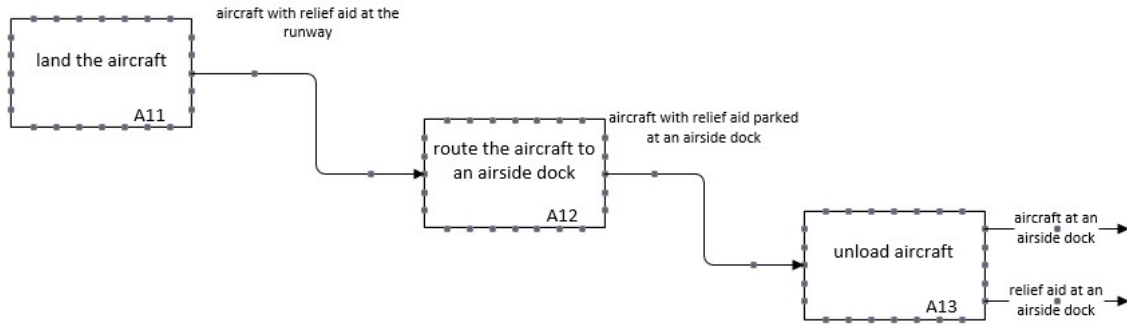 aircraft with relief aid at the
runway
land the aircraft
A11
aircraft with relief aid parked
at an airside dock
route the aircraft to
an airside dock
A12
unload aircraft
A13
aircraft at an
airside dock
relief aid at an
airside dock